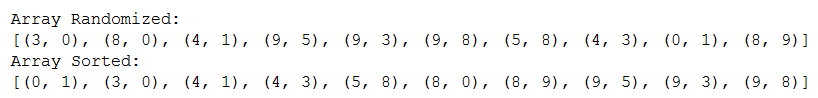 Array Randomized:
[(3, 0), (8, 0), (4, 1), (9, 5), (9, 3), (9, 8), (5, 8), (4, 3), (0, 1), (8, 9)]
Array Sorted:
[(0, 1), (3, 0), (4, 1), (4, 3), (5, 8), (8, 0), (8, 9), (9, 5), (9, 3), (9, 8)]